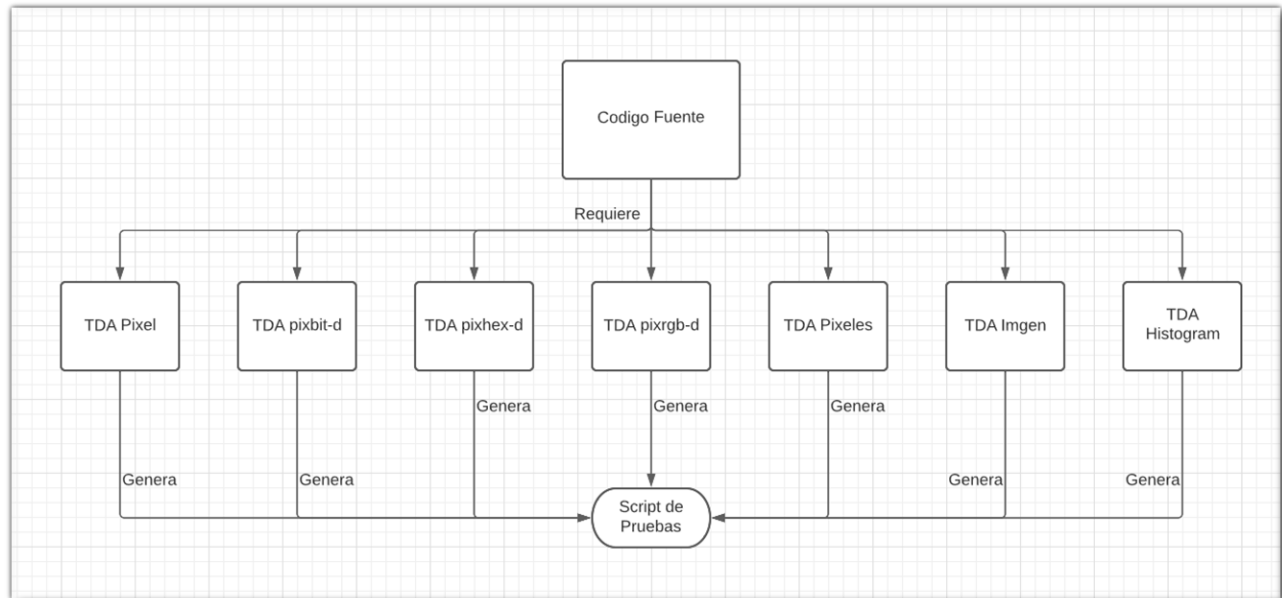 Codigo Fuente
Requiere
TDA Pixel
TDA pixbit-d
TDA pixhex-d
TDA pixrgb-d
TDA Pixeles
TDA Imgen
TDA
Histogram
Genera
Genera
Genera
Genera
Genera
Genera
Genera
Script de
Pruebas